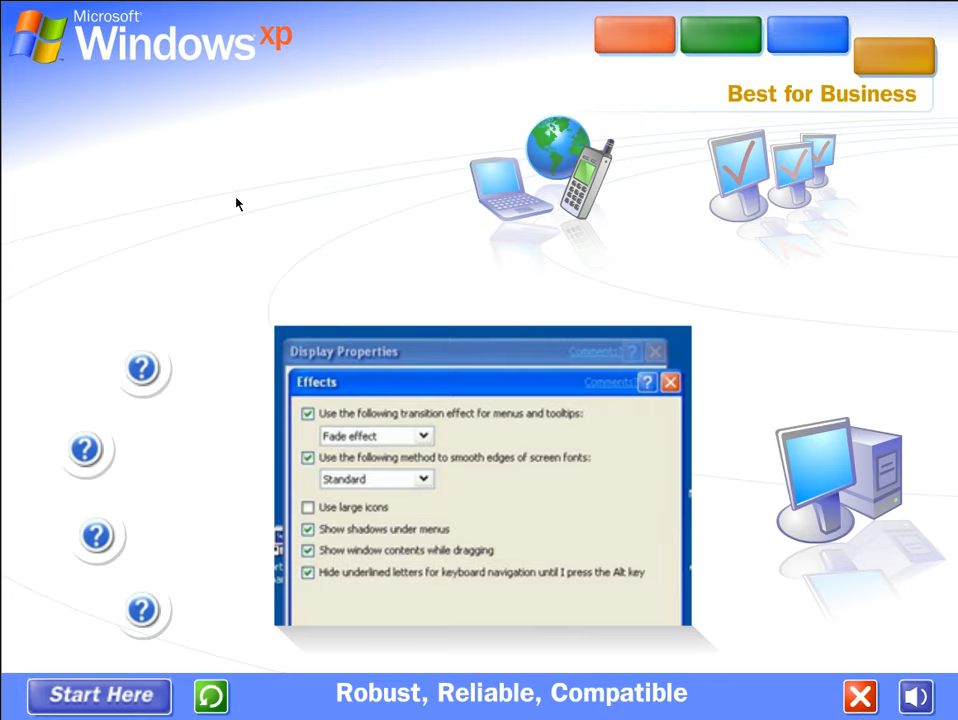 Microsoft®
Windows xp
Best for Business
Display Properties
Comments?
Effects
Comments?
Use the following transition effect for menus and tooltips:
Fade effect
Use the following method to smooth edges of screen fonts:
Standard
Use large icons
Show shadows under menus
Show window contents while dragging
Hide underlined letters for keyboard navigation until I press the Alt key
Start Here
Robust, Reliable, Compatible